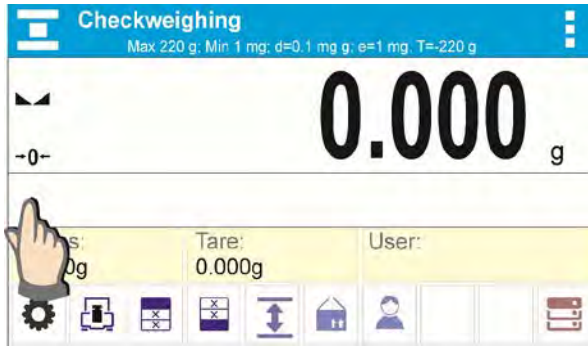 Checkweighing
Max 220 g; Min 1 mg; d=0.1 mg g; e=1 mg. T=-220 g
0.000 g
→0←
s: Tare: User:
0g 0.000g